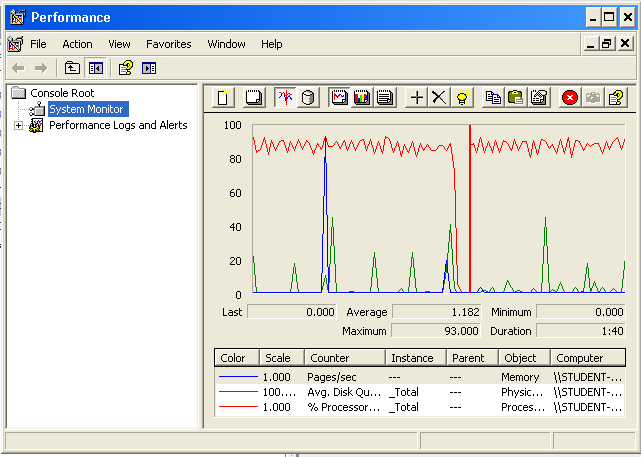 Performance
File Action View Favorites Window Help
Console Root
System Monitor
Performance Logs and Alerts
100
80
60
40
20
0
Last 0.000 Average 1.182 Minimum 0.000
Maximum 93.000 Duration 1:40
Color Scale Counter Instance Parent Object Computer
1.000 Pages/sec --- --- Memory \\STUDENT-...
100.... Avg. Disk Qu... _Total --- Physic... \\STUDENT-...
1.000 % Processor... _Total --- Proces... \\STUDENT-...